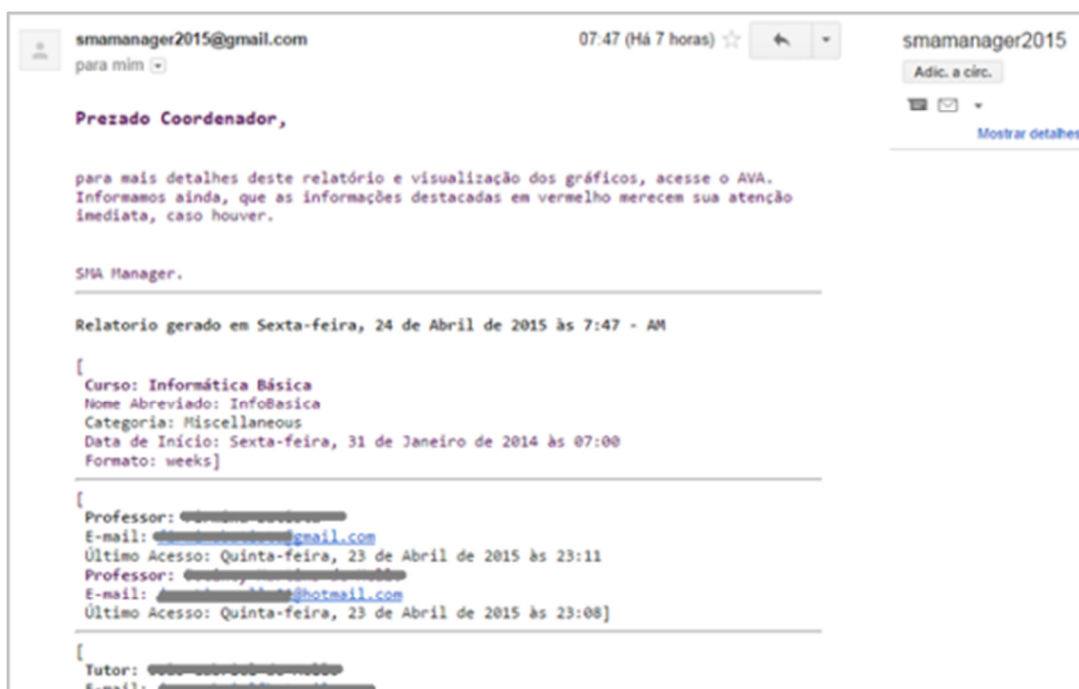 smamanager2015@gmail.com
07:47 (Há 7 horas)
para mim
smamanager2015
Adic. a círc.
Mostrar detalhes
Prezado Coordenador,
para mais detalhes deste relatório e visualização dos gráficos, acesse o AVA.
Informamos ainda, que as informações destacadas em vermelho merecem sua atenção
imediata, caso houver.
SMA Manager.
Relatorio gerado em Sexta-feira, 24 de Abril de 2015 às 7:47 - AM
[
Curso: Informática Básica
Nome Abreviado: InfoBasica
Categoria: Miscellaneous
Data de Início: Sexta-feira, 31 de Janeiro de 2014 às 07:00
Formato: weeks]
[
Professor:
E-mail: gmail.com
Último Acesso: Quinta-feira, 23 de Abril de 2015 às 23:11
Professor:
E-mail: @hotmail.com
Último Acesso: Quinta-feira, 23 de Abril de 2015 às 23:08]
[
Tutor:
E-mail: